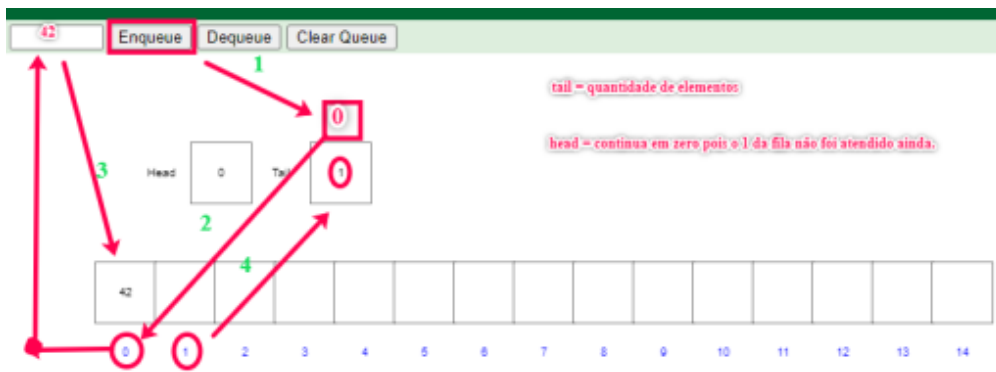 42 Enqueue Dequeue Clear Queue
1
tail = quantidade de elementos
0
head = continua em zero pois o 1 da fila não foi atendido ainda.
3 Head 0 Tail 1
2
4
42
0 1 2 3 4 5 6 7 8 9 10 11 12 13 14